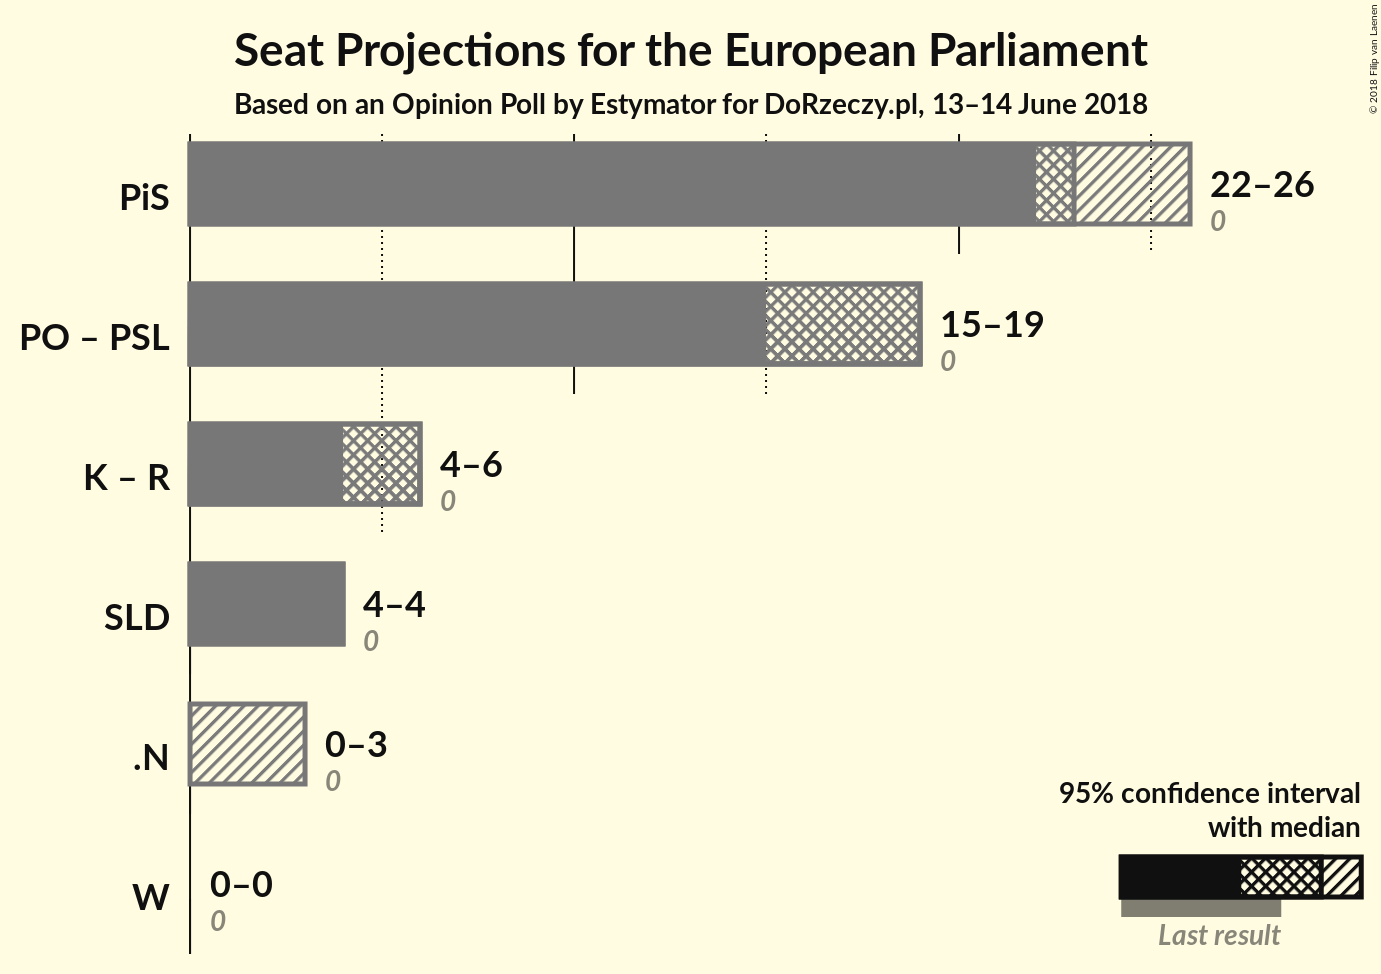 Seat Projections for the European Parliament
Based on an Opinion Poll by Estymator for DoRzeczy.pl, 13–14 June 2018
© 2018 Filip van Laenen
PiS
22–26
0
PO – PSL
15–19
0
K – R
4–6
0
SLD
4–4
0
.N
0–3
0
W
0–0
0
95% confidence interval
with median
Last result